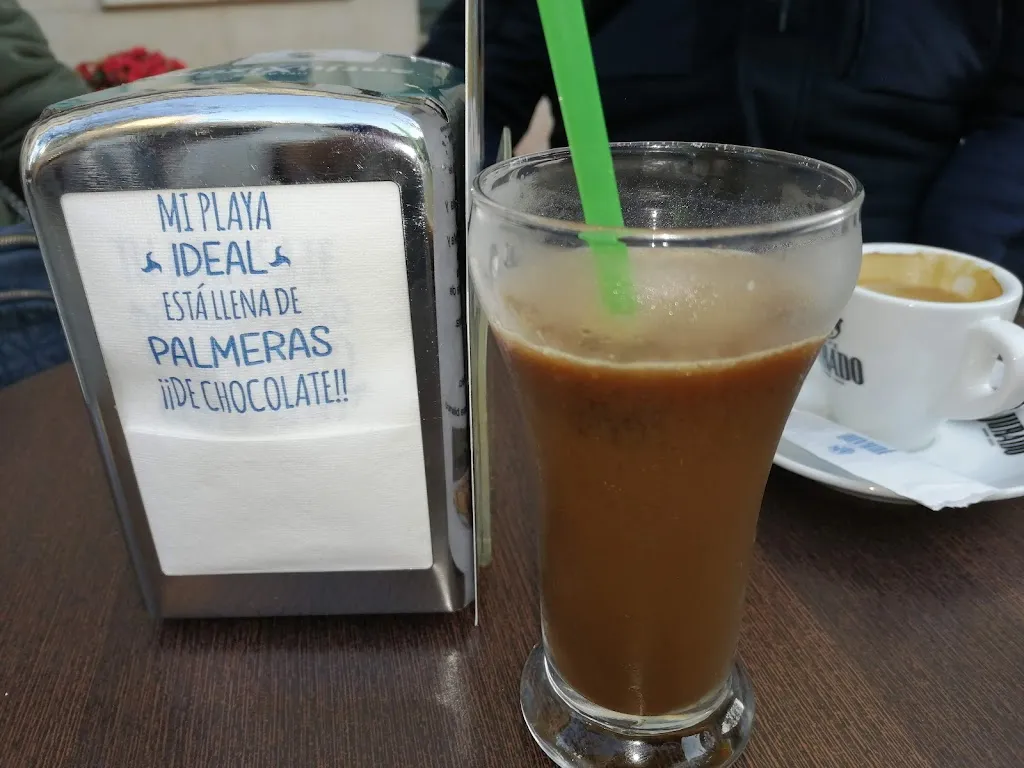 MI PLAYA
IDEAL
ESTÁ LLENA DE
PALMERAS
¡¡DE CHOCOLATE!!